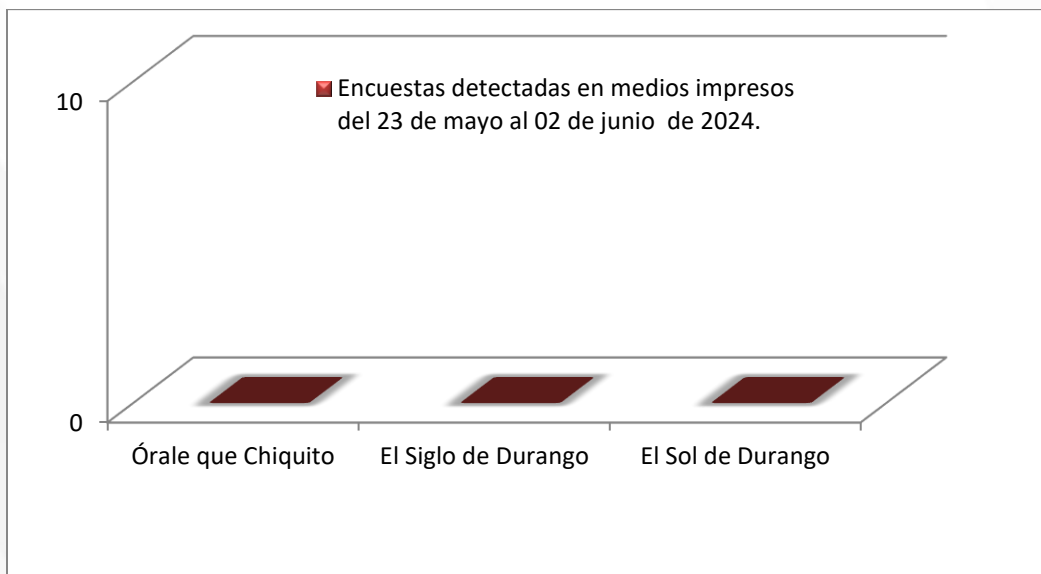 10
Encuestas detectadas en medios impresos
del 23 de mayo al 02 de junio  de 2024.
0
Órale que Chiquito
El Siglo de Durango
El Sol de Durango